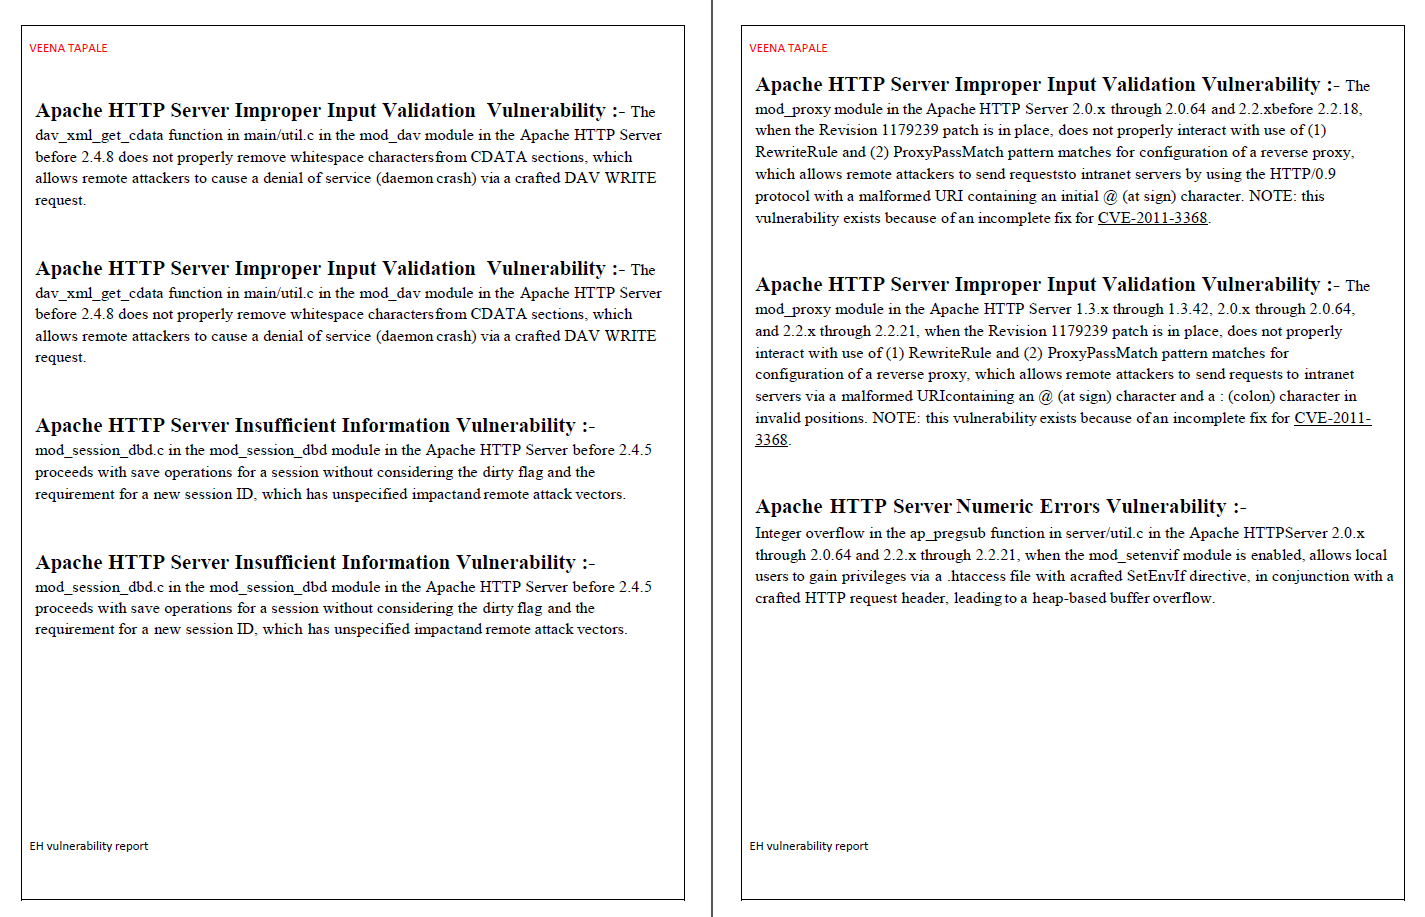 VEENA TAPALE
Apache HTTP Server Improper Input Validation  Vulnerability :- The
dav_xml_get_cdata function in main/util.c in the mod_dav module in the Apache HTTP Server
before 2.4.8 does not properly remove whitespace charactersfrom CDATA sections, which
allows remote attackers to cause a denial of service (daemon crash) via a crafted DAV WRITE
request.
Apache HTTP Server Improper Input Validation  Vulnerability :- The
dav_xml_get_cdata function in main/util.c in the mod_dav module in the Apache HTTP Server
before 2.4.8 does not properly remove whitespace charactersfrom CDATA sections, which
allows remote attackers to cause a denial of service (daemon crash) via a crafted DAV WRITE
request.
Apache HTTP Server Insufficient Information Vulnerability :-
mod_session_dbd.c in the mod_session_dbd module in the Apache HTTP Server before 2.4.5
proceeds with save operations for a session without considering the dirty flag and the
requirement for a new session ID, which has unspecified impactand remote attack vectors.
Apache HTTP Server Insufficient Information Vulnerability :-
mod_session_dbd.c in the mod_session_dbd module in the Apache HTTP Server before 2.4.5
proceeds with save operations for a session without considering the dirty flag and the
requirement for a new session ID, which has unspecified impactand remote attack vectors.
EH vulnerability report
VEENA TAPALE
Apache HTTP Server Improper Input Validation Vulnerability :- The
mod_proxy module in the Apache HTTP Server 2.0.x through 2.0.64 and 2.2.xbefore 2.2.18,
when the Revision 1179239 patch is in place, does not properly interact with use of (1)
RewriteRule and (2) ProxyPassMatch pattern matches for configuration of a reverse proxy,
which allows remote attackers to send requeststo intranet servers by using the HTTP/0.9
protocol with a malformed URI containing an initial @ (at sign) character. NOTE: this
vulnerability exists because of an incomplete fix for CVE-2011-3368.
Apache HTTP Server Improper Input Validation Vulnerability :- The
mod_proxy module in the Apache HTTP Server 1.3.x through 1.3.42, 2.0.x through 2.0.64,
and 2.2.x through 2.2.21, when the Revision 1179239 patch is in place, does not properly
interact with use of (1) RewriteRule and (2) ProxyPassMatch pattern matches for
configuration of a reverse proxy, which allows remote attackers to send requests to intranet
servers via a malformed URIcontaining an @ (at sign) character and a : (colon) character in
invalid positions. NOTE: this vulnerability exists because of an incomplete fix for CVE-2011-
3368.
Apache HTTP Server Numeric Errors Vulnerability :-
Integer overflow in the ap_pregsub function in server/util.c in the Apache HTTPServer 2.0.x
through 2.0.64 and 2.2.x through 2.2.21, when the mod_setenvif module is enabled, allows local
users to gain privileges via a .htaccess file with acrafted SetEnvIf directive, in conjunction with a
crafted HTTP request header, leading to a heap-based buffer overflow.
EH vulnerability report